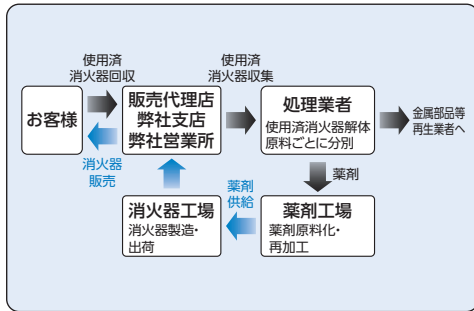 使用済
消火器回収
使用済
消火器収集
お客様
販売代理店
弊社支店
弊社営業所
処理業者
使用済消火器解体
原料ごとに分別
金属部品等
再生業者へ
消火器
販売
薬剤
供給
薬剤
消火器工場
消火器製造・
出荷
薬剤工場
薬剤原料化・
再加工